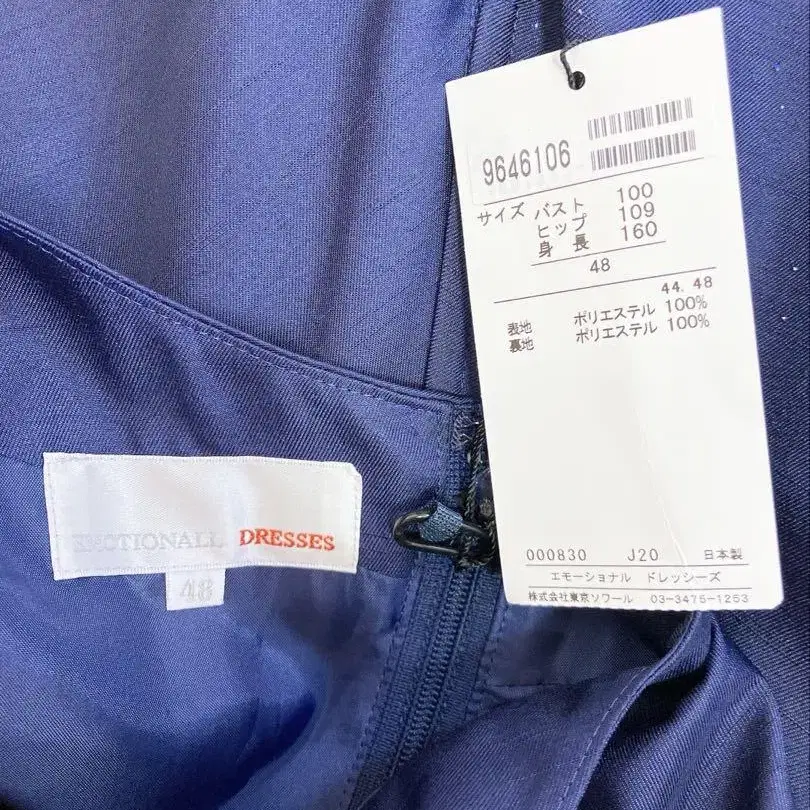 9646106
サイズ バスト 100
ヒップ 109
身長 160
48
44. 48
表地 ポリエステル 100%
裏地 ポリエステル 100%
000830 J20 日本製
エモーショナル ドレッシーズ
株式会社東京ソワール 03-3475-1253
EMOTIONALL DRESSES
48